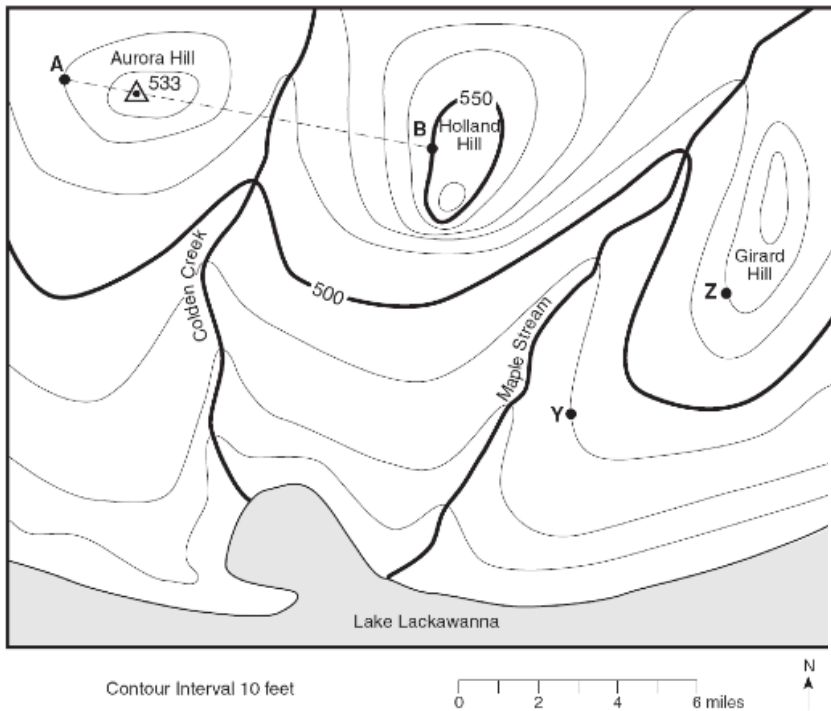 A
Aurora Hill
533
550
B
Holland
Hill
Colden Creek
500
Girard
Hill
Z
Maple Stream
Y
Lake Lackawanna
Contour Interval 10 feet
0 2 4 6 miles
N